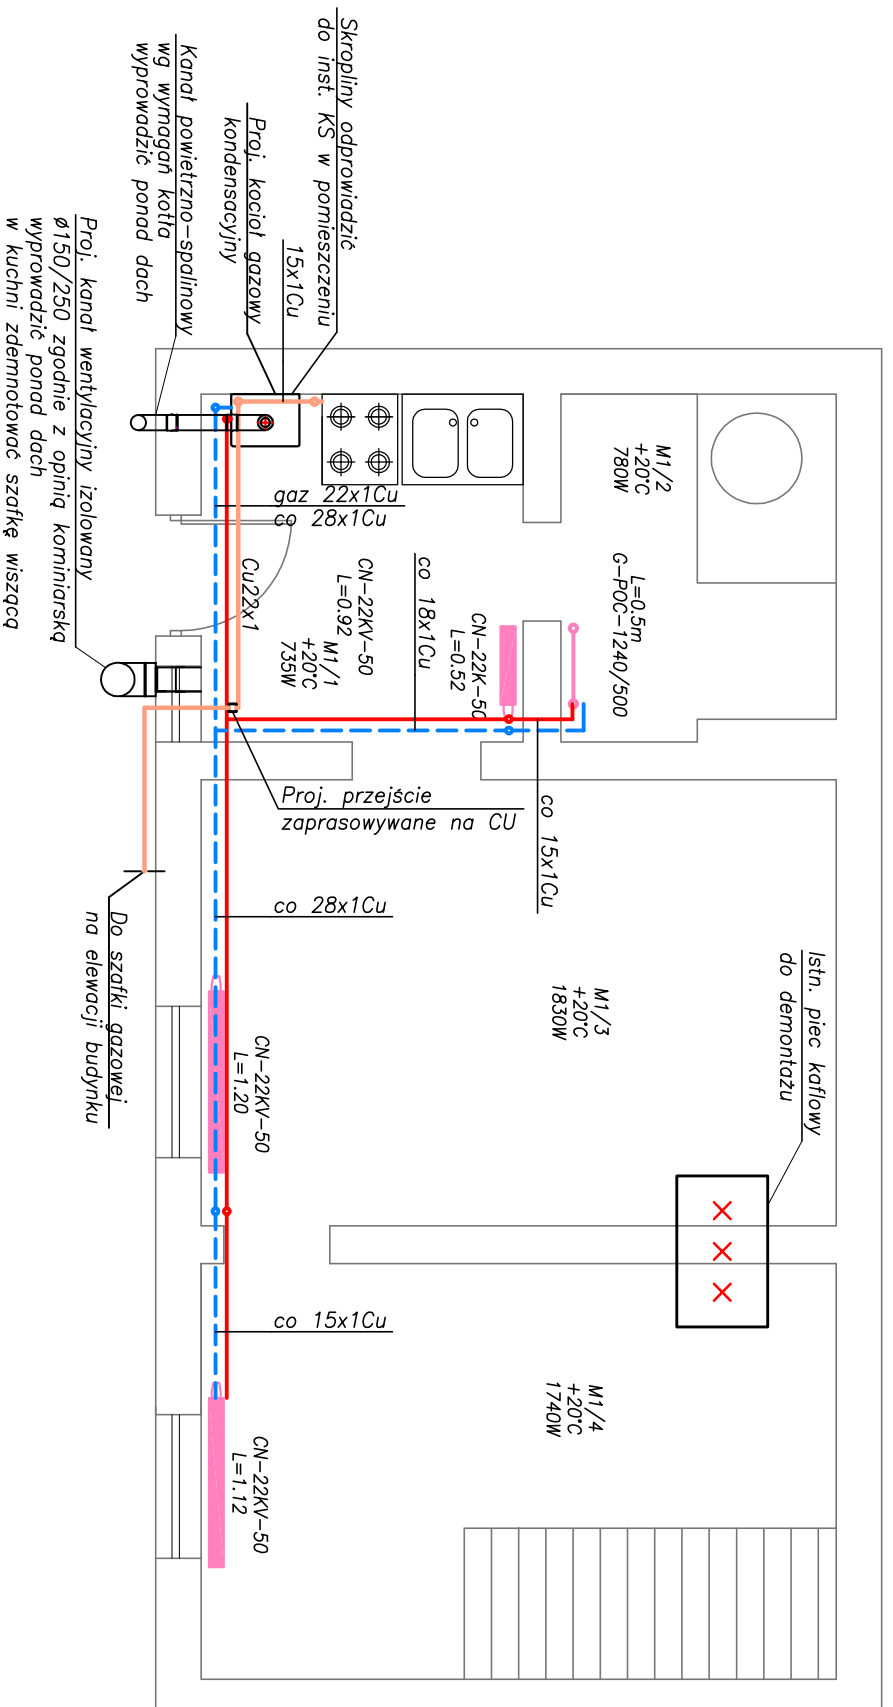 Skropliny odprowiadzić
do inst. KS w pomieszczeniu
15x1Cu
Proj. kocioł gazowy
kondensacyjny
Kanał powietrzno-spalinowy
wg wymagań kotła
wyprowadzić ponad dach
Proj. kanał wentylacyjny izolowany
ø150/250 zgodnie z opinią kominiarską
wyprowadzić ponad dach
w kuchni zdemnotować szafkę wiszącą
M1/2
+20°C
780W
L=0.5m
G-POC-1240/500
gaz 22x1Cu
co 28x1Cu
co 18x1Cu
CN-22K-50
L=0.52
CN-22KV-50
L=0.92
M1/1
+20°C
735W
Cu22x1
Proj. przejście
zaprasowywane na CU
co 15x1Cu
co 28x1Cu
Do szafki gazowej
na elewacji budynku
Istn. piec kaflowy
do demontażu
M1/3
+20°C
1830W
CN-22KV-50
L=1.20
co 15x1Cu
M1/4
+20°C
1740W
CN-22KV-50
L=1.12